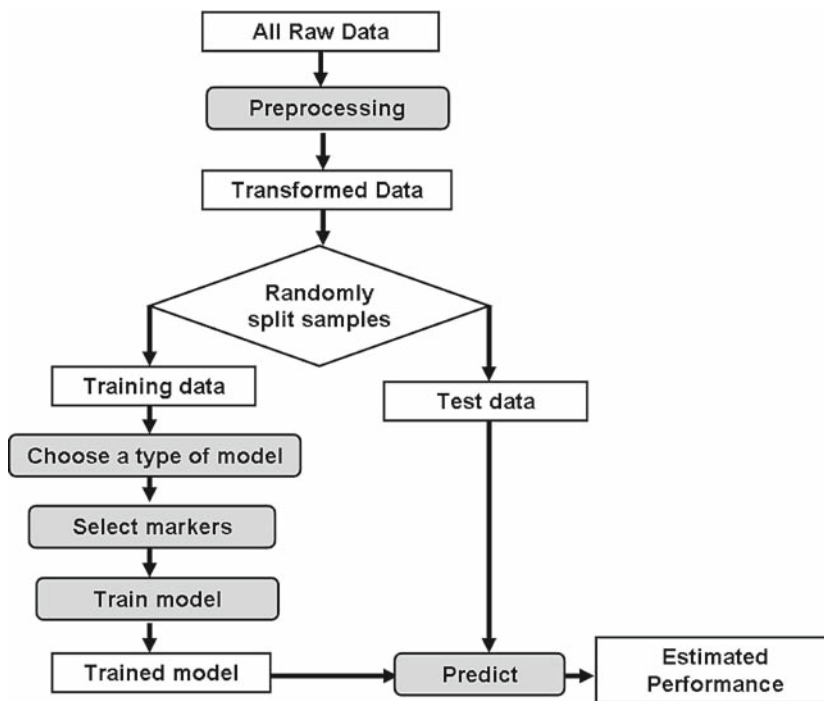 All Raw Data
Preprocessing
Transformed Data
Randomly
split samples
Training data
Test data
Choose a type of model
Select markers
Train model
Trained model
Predict
Estimated
Performance